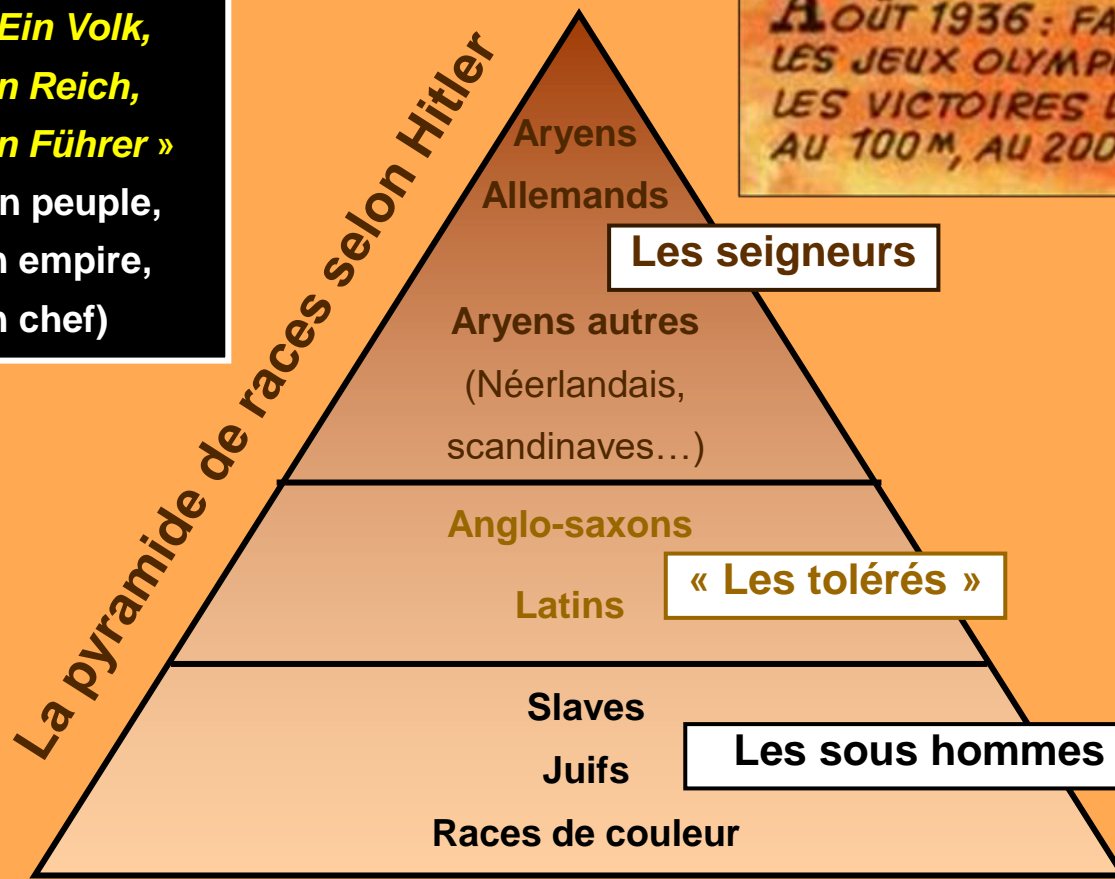 Ein Volk,
n Reich,
n Führer »
n peuple,
n empire,
n chef)
AOÛT 1936 : FA
LES JEUX OLYMP
LES VICTOIRES
AU 100 M, AU 200
La pyramide de races selon Hitler
Aryens
Allemands
Les seigneurs
Aryens autres
(Néerlandais,
scandinaves…)
Anglo-saxons
« Les tolérés »
Latins
Slaves
Juifs
Les sous hommes
Races de couleur